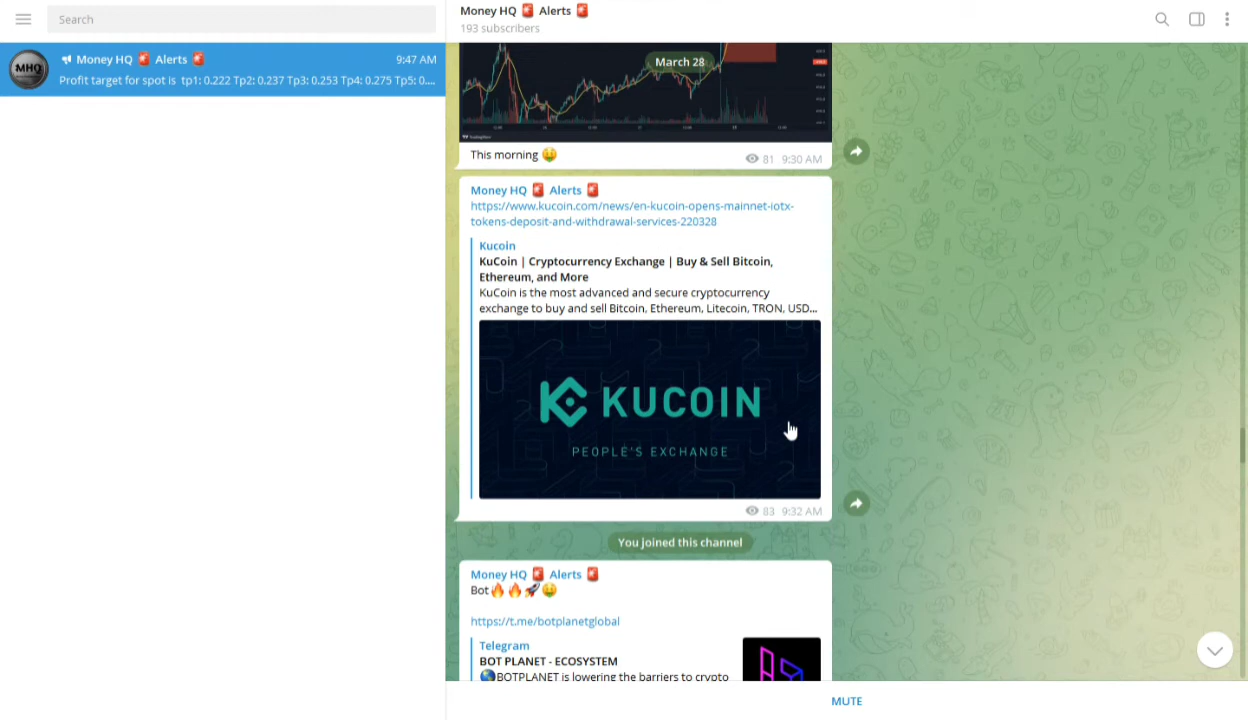 Search
Money HQ 🚨 Alerts 🚨
193 subscribers
MHQ
Money HQ 🚨 Alerts 🚨
9:47 AM
Profit target for spot is tp1: 0.222 Tp2: 0.237 Tp3: 0.253 Tp4: 0.275 Tp5: 0....
March 28
This morning 🤑
81 9:30 AM
Money HQ 🚨 Alerts 🚨
https://www.kucoin.com/news/en-kucoin-opens-mainnet-iotx-
tokens-deposit-and-withdrawal-services-220328
Kucoin
KuCoin | Cryptocurrency Exchange | Buy & Sell Bitcoin,
Ethereum, and More
KuCoin is the most advanced and secure cryptocurrency
exchange to buy and sell Bitcoin, Ethereum, Litecoin, TRON, USD...
KUCOIN
PEOPLE'S EXCHANGE
83 9:32 AM
You joined this channel
Money HQ 🚨 Alerts 🚨
Bot🔥🔥🚀🤑
https://t.me/botplanetglobal
Telegram
BOT PLANET - ECOSYSTEM
🌏BOTPLANET is lowering the barriers to crypto
MUTE